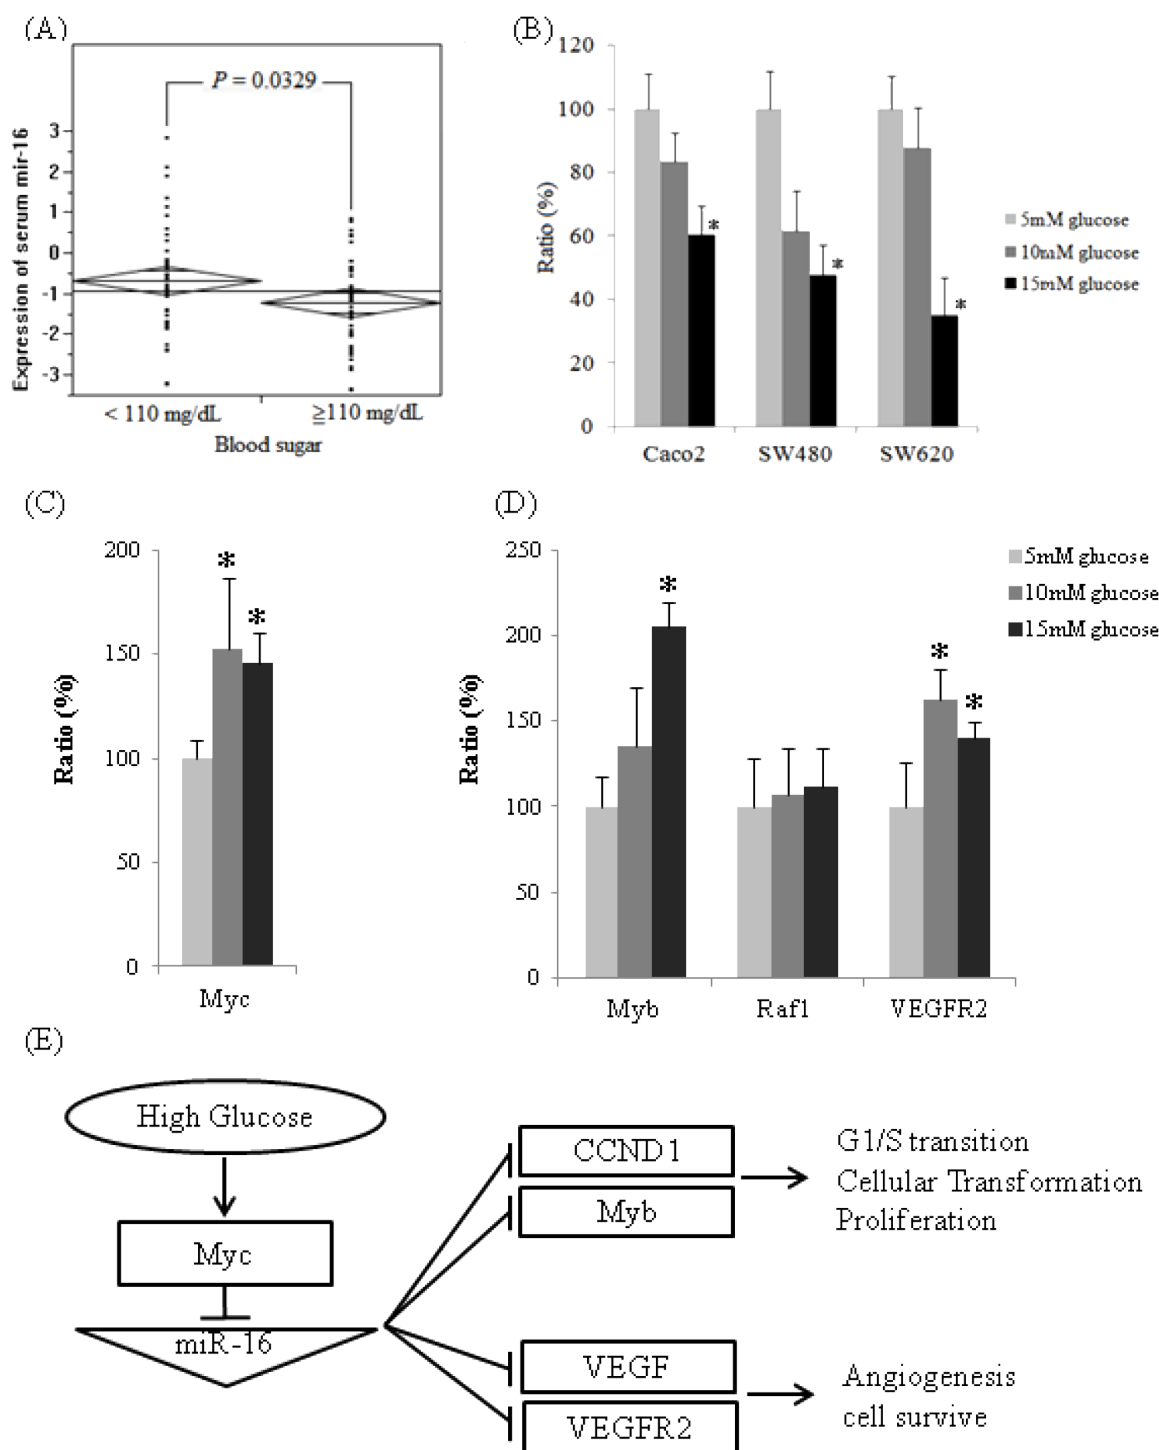 (A)
P = 0.0329
Expression of serum mir-16
3
2
1
0
-1
-2
-3
< 110 mg/dL
≧110 mg/dL
Blood sugar
(B)
120
100
80
60
40
20
0
Ratio (%)
*
*
*
Caco2
SW480
SW620
5mM glucose
10mM glucose
15mM glucose
(C)
200
150
100
50
0
Ratio (%)
*
*
Myc
(D)
250
200
150
100
50
0
Ratio (%)
*
*
*
Myb
Raf1
VEGFR2
5mM glucose
10mM glucose
15mM glucose
(E)
High Glucose
Myc
miR-16
CCND1
Myb
G1/S transition
Cellular Transformation
Proliferation
VEGF
VEGFR2
Angiogenesis
cell survive